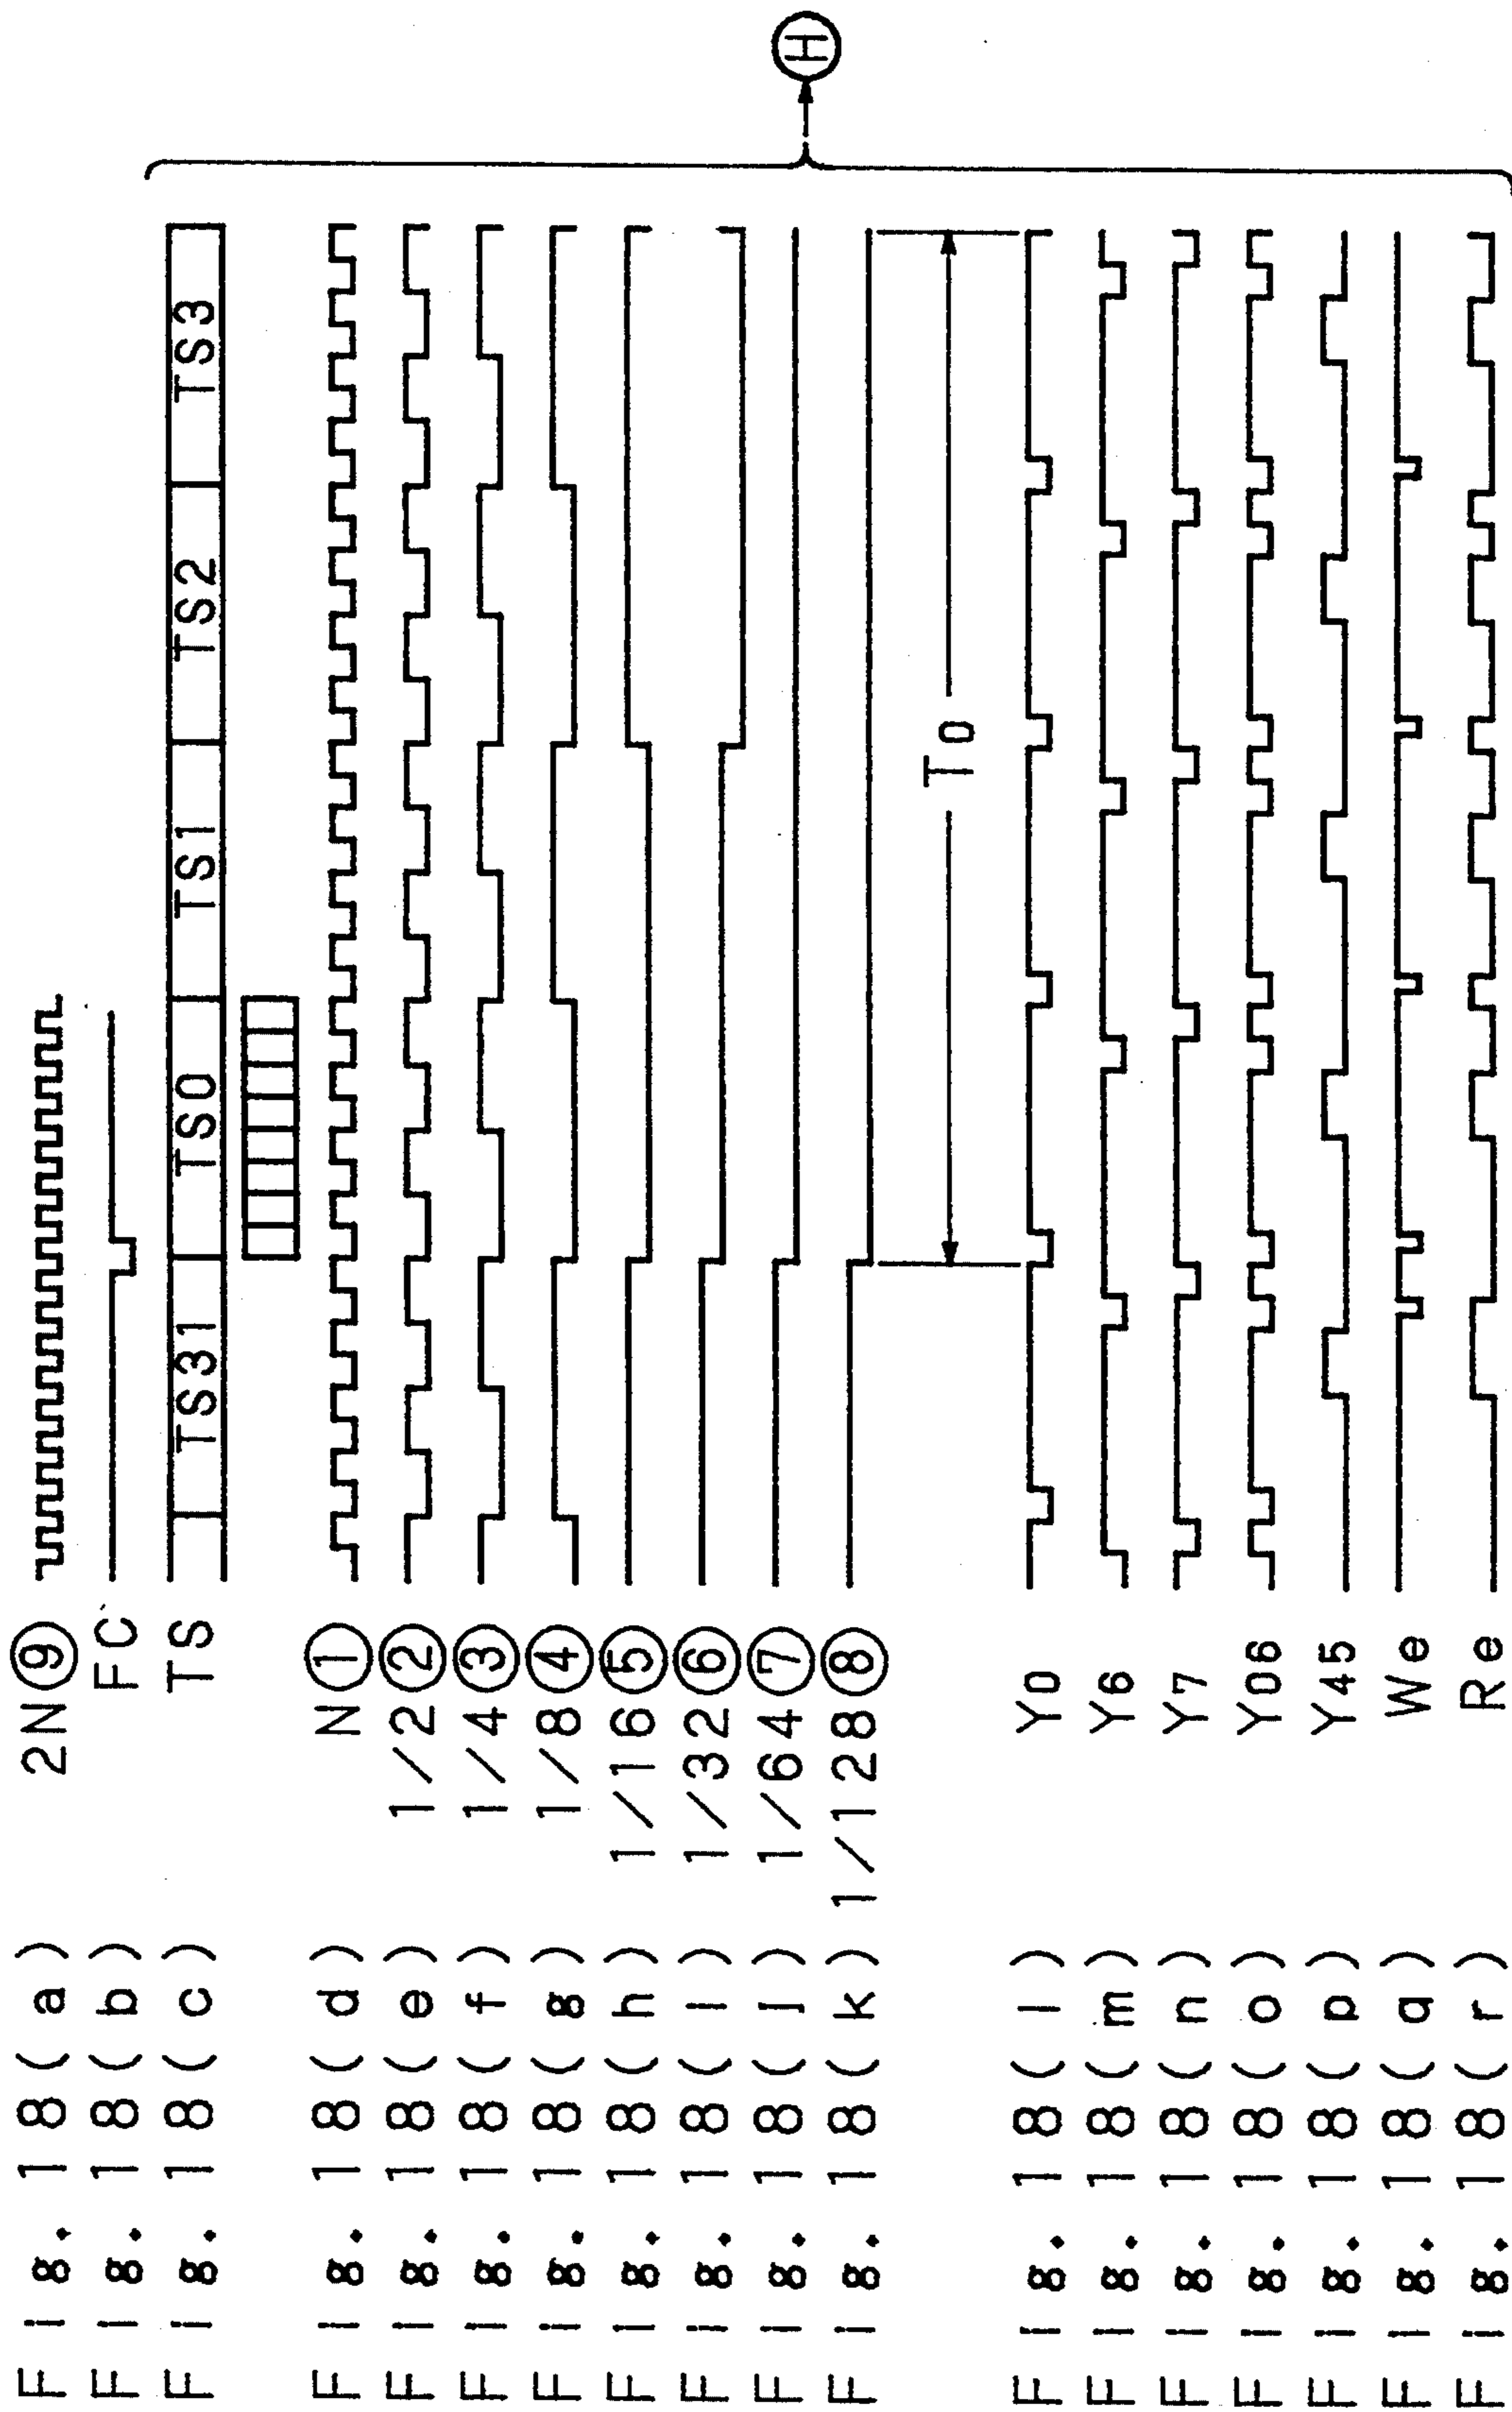 Fig. 18(a) 2N⑨
Fig. 18(b) FC
Fig. 18(c) TS TS31 TS0 TS1 TS2 TS3
Fig. 18(d) N①
Fig. 18(e) 1/2②
Fig. 18(f) 1/4③
Fig. 18(g) 1/8④
Fig. 18(h) 1/16⑤
Fig. 18(i) 1/32⑥
Fig. 18(j) 1/64⑦
Fig. 18(k) 1/128⑧
T0
Fig. 18(l) Y0
Fig. 18(m) Y6
Fig. 18(n) Y7
Fig. 18(o) Y06
Fig. 18(p) Y45
Fig. 18(q) We
Fig. 18(r) Re
Ⓗ